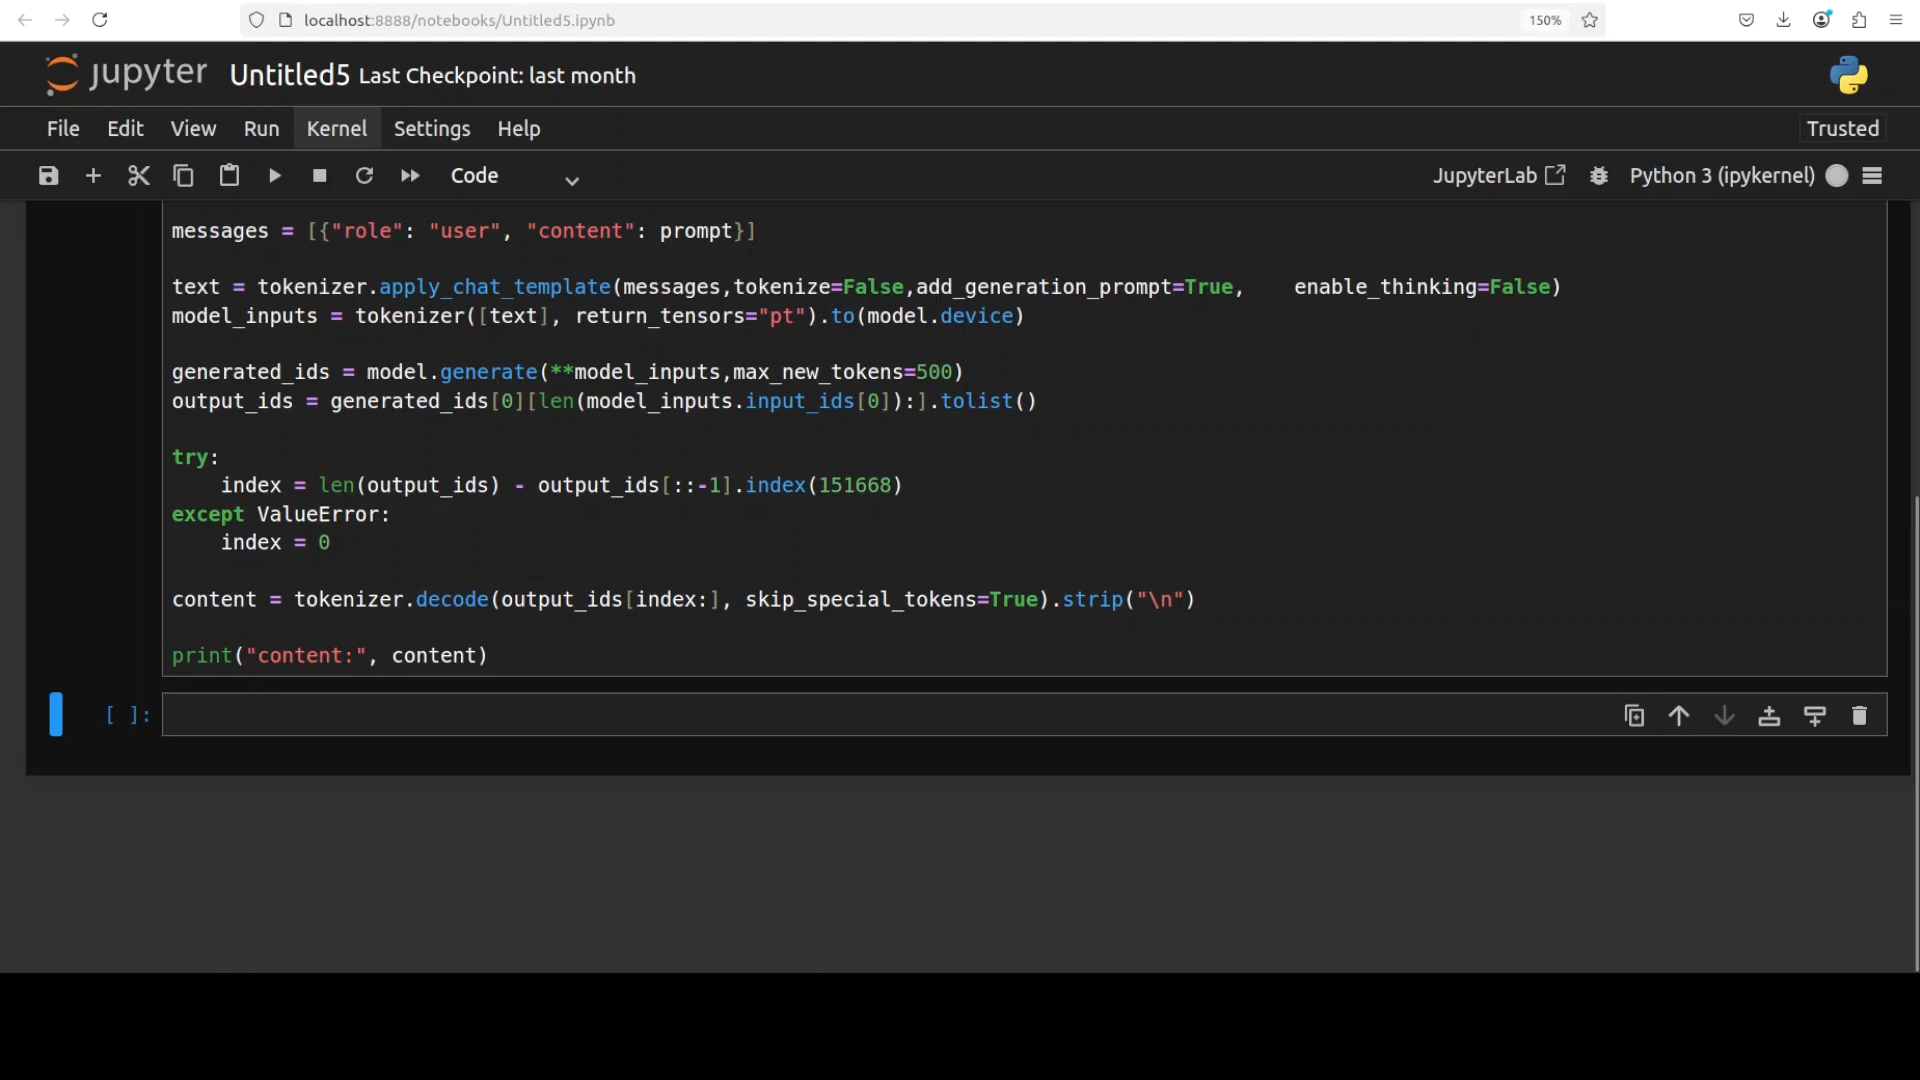 localhost:8888/notebooks/Untitled5.ipynb
150%
jupyter Untitled5 Last Checkpoint: last month
File Edit View Run Kernel Settings Help Trusted
Code JupyterLab Python 3 (ipykernel)
messages = [{"role": "user", "content": prompt}]
text = tokenizer.apply_chat_template(messages,tokenize=False,add_generation_prompt=True,    enable_thinking=False)
model_inputs = tokenizer([text], return_tensors="pt").to(model.device)
generated_ids = model.generate(**model_inputs,max_new_tokens=500)
output_ids = generated_ids[0][len(model_inputs.input_ids[0]):].tolist()
try:
    index = len(output_ids) - output_ids[::-1].index(151668)
except ValueError:
    index = 0
content = tokenizer.decode(output_ids[index:], skip_special_tokens=True).strip("\n")
print("content:", content)
[ ]: